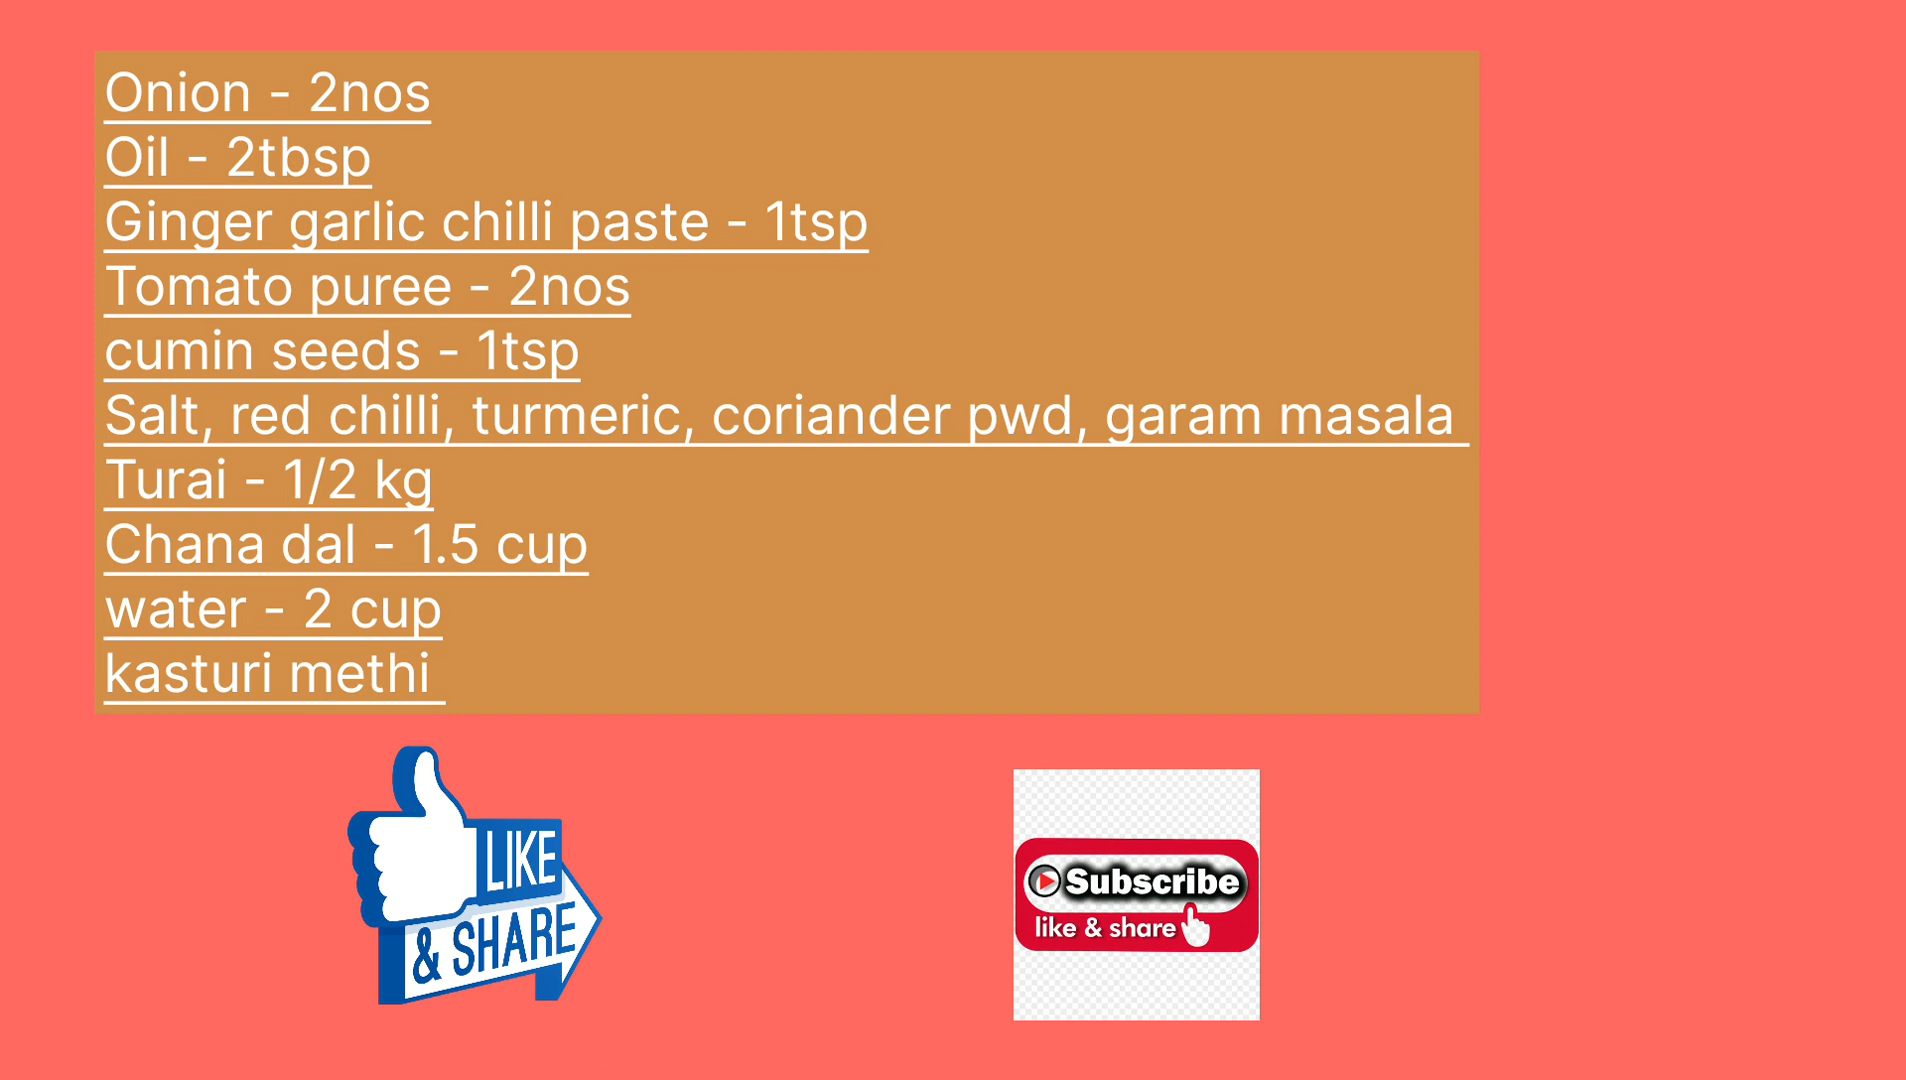 Onion - 2nos
Oil - 2tbsp
Ginger garlic chilli paste - 1tsp
Tomato puree - 2nos
cumin seeds - 1tsp
Salt, red chilli, turmeric, coriander pwd, garam masala
Turai - 1/2 kg
Chana dal - 1.5 cup
water - 2 cup
kasturi methi
LIKE
& SHARE
Subscribe
like & share